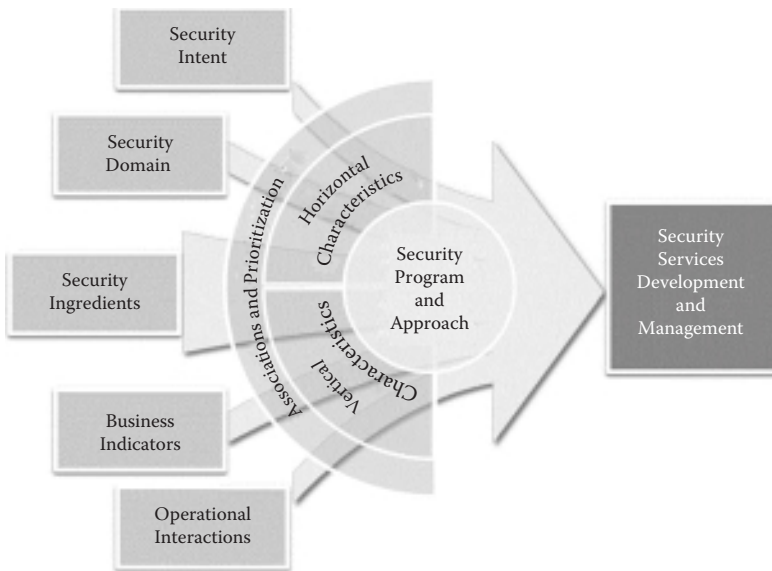 Security
Intent
Security
Domain
Security
Ingredients
Business
Indicators
Operational
Interactions
Associations and Prioritization
Horizontal
Characteristics
Vertical
Characteristics
Security
Program
and
Approach
Security
Services
Development
and
Management